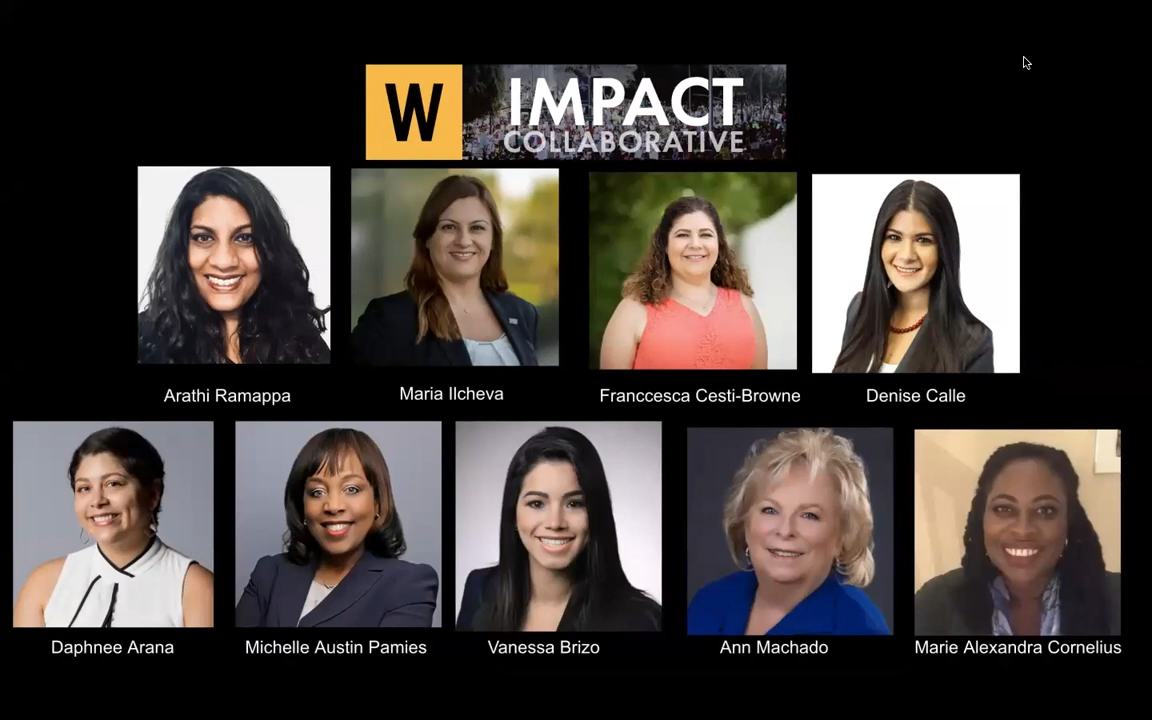 W IMPACT
COLLABORATIVE
Arathi Ramappa
Maria Ilcheva
Franccesca Cesti-Browne
Denise Calle
Daphnee Arana
Michelle Austin Pamies
Vanessa Brizo
Ann Machado
Marie Alexandra Cornelius